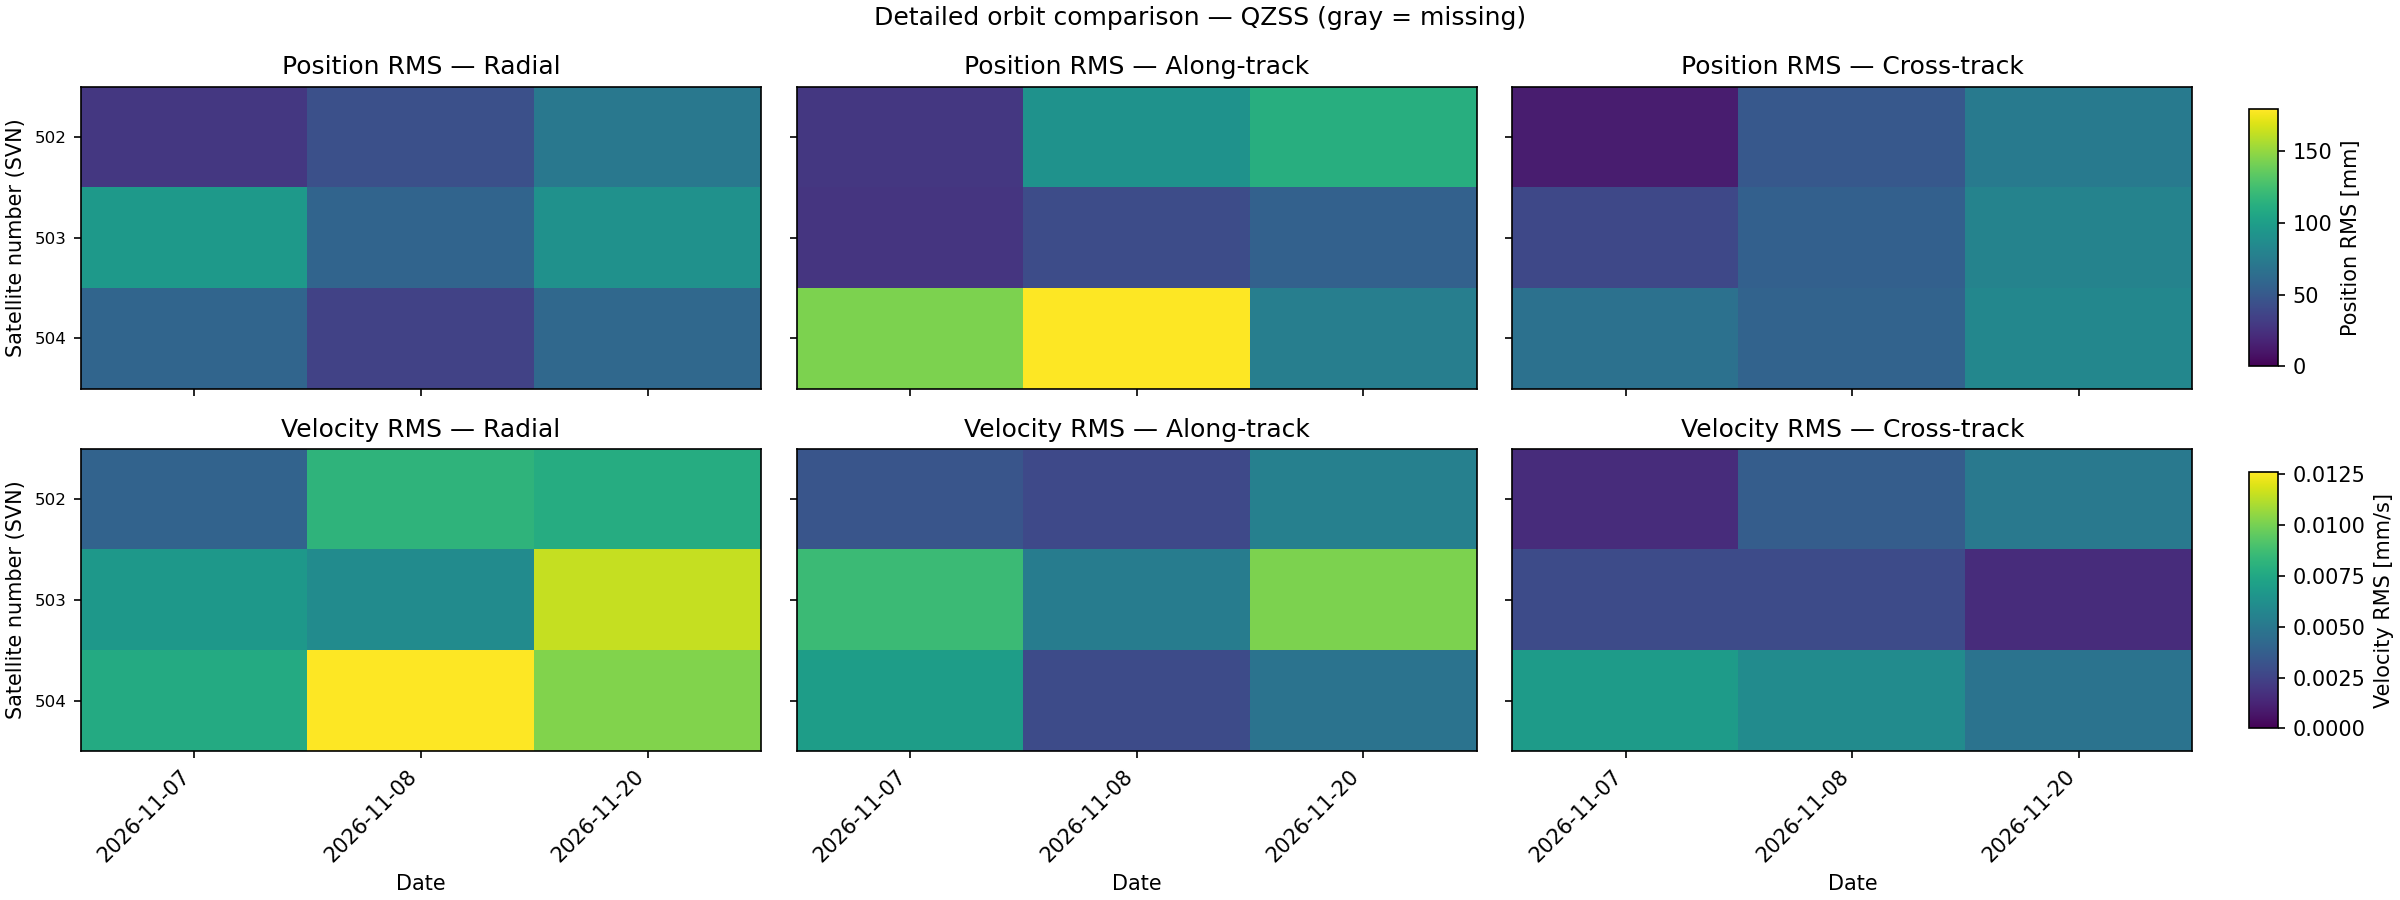 Detailed orbit comparison — QZSS (gray = missing)
Position RMS — Radial
Position RMS — Along-track
Position RMS — Cross-track
Satellite number (SVN)
502
503
504
150
100
50
0
Position RMS [mm]
Velocity RMS — Radial
Velocity RMS — Along-track
Velocity RMS — Cross-track
Satellite number (SVN)
502
503
504
0.0125
0.0100
0.0075
0.0050
0.0025
0.0000
Velocity RMS [mm/s]
2026-11-07
2026-11-08
2026-11-20
2026-11-07
2026-11-08
2026-11-20
2026-11-07
2026-11-08
2026-11-20
Date
Date
Date